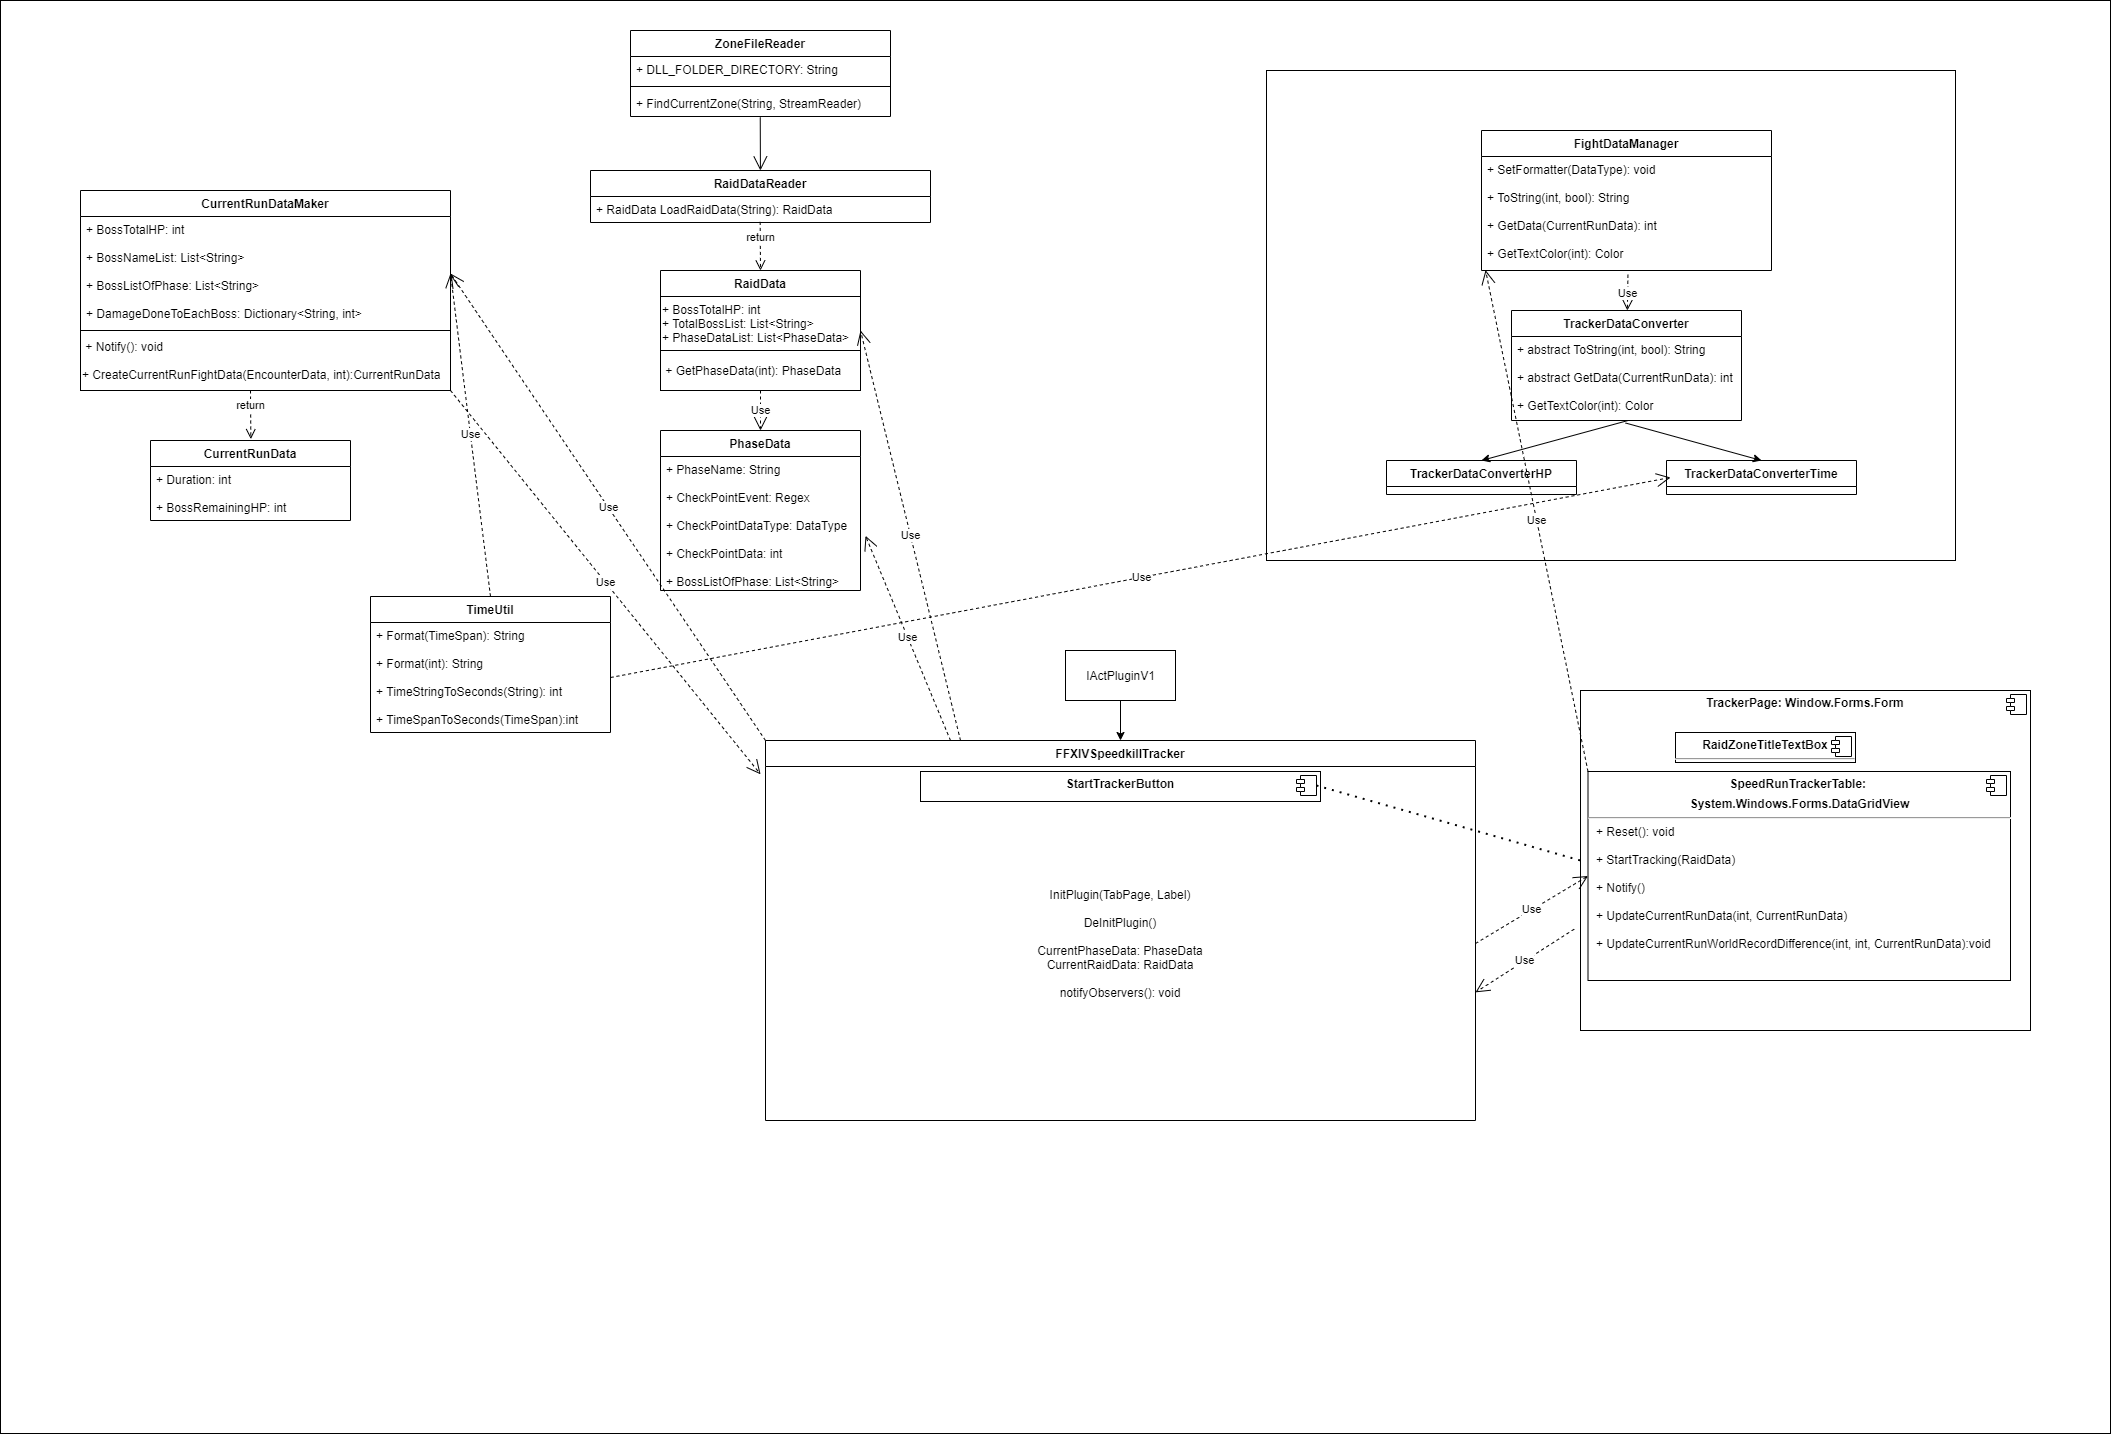 ZoneFileReader
+ DLL_FOLDER_DIRECTORY: String
+ FindCurrentZone(String, StreamReader)
RaidDataReader
+ RaidData LoadRaidData(String): RaidData
return
RaidData
+ BossTotalHP: int
+ TotalBossList: List<String>
+ PhaseDataList: List<PhaseData>
+ GetPhaseData(int): PhaseData
Use
PhaseData
+ PhaseName: String
+ CheckPointEvent: Regex
+ CheckPointDataType: DataType
+ CheckPointData: int
+ BossListOfPhase: List<String>
CurrentRunDataMaker
+ BossTotalHP: int
+ BossNameList: List<String>
+ BossListOfPhase: List<String>
+ DamageDoneToEachBoss: Dictionary<String, int>
+ Notify(): void
+ CreateCurrentRunFightData(EncounterData, int):CurrentRunData
return
CurrentRunData
+ Duration: int
+ BossRemainingHP: int
Use
Use
Use
TimeUtil
+ Format(TimeSpan): String
+ Format(int): String
+ TimeStringToSeconds(String): int
+ TimeSpanToSeconds(TimeSpan):int
Use
Use
Use
FightDataManager
+ SetFormatter(DataType): void
+ ToString(int, bool): String
+ GetData(CurrentRunData): int
+ GetTextColor(int): Color
Use
TrackerDataConverter
+ abstract ToString(int, bool): String
+ abstract GetData(CurrentRunData): int
+ GetTextColor(int): Color
TrackerDataConverterHP
TrackerDataConverterTime
Use
IActPluginV1
FFXIVSpeedkillTracker
StartTrackerButton
InitPlugin(TabPage, Label)
DeInitPlugin()
CurrentPhaseData: PhaseData
CurrentRaidData: RaidData
notifyObservers(): void
Use
Use
TrackerPage: Window.Forms.Form
RaidZoneTitleTextBox
SpeedRunTrackerTable:
System.Windows.Forms.DataGridView
+ Reset(): void
+ StartTracking(RaidData)
+ Notify()
+ UpdateCurrentRunData(int, CurrentRunData)
+ UpdateCurrentRunWorldRecordDifference(int, int, CurrentRunData):void